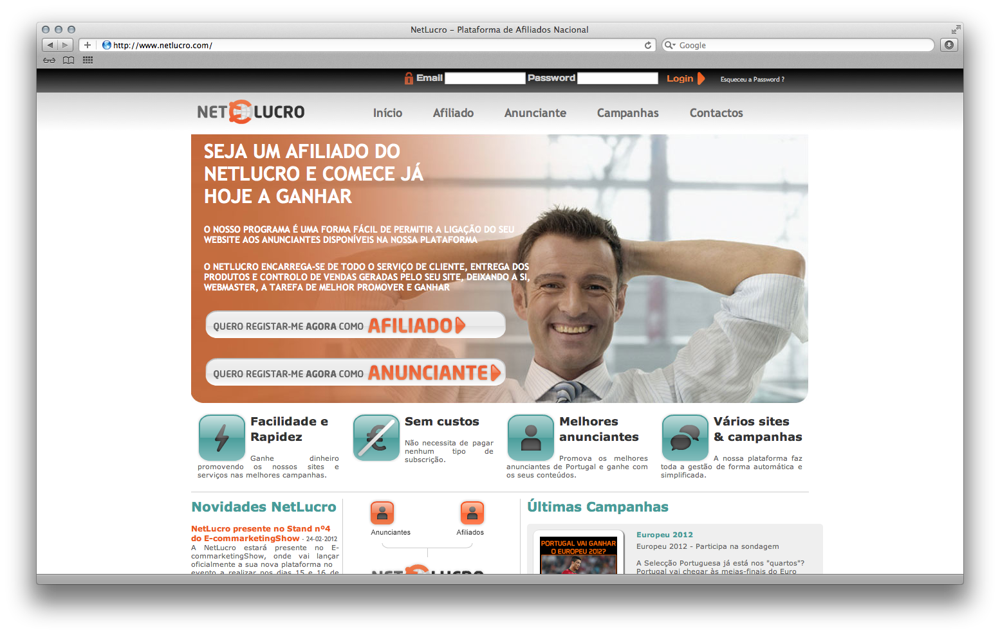 NetLucro – Plataforma de Afiliados Nacional
http://www.netlucro.com/
Google
Email
Password
Login
Esqueceu a Password ?
NET LUCRO
Início
Afiliado
Anunciante
Campanhas
Contactos
SEJA UM AFILIADO DO
NETLUCRO E COMECE JÁ
HOJE A GANHAR
O NOSSO PROGRAMA É UMA FORMA FÁCIL DE PERMITIR A LIGAÇÃO DO SEU
WEBSITE AOS ANUNCIANTES DISPONÍVEIS NA NOSSA PLATAFORMA
O NETLUCRO ENCARREGA-SE DE TODO O SERVIÇO DE CLIENTE, ENTREGA DOS
PRODUTOS E CONTROLO DE VENDAS GERADAS PELO SEU SITE, DEIXANDO A SI,
WEBMASTER, A TAREFA DE MELHOR PROMOVER E GANHAR
QUERO REGISTAR-ME AGORA COMO AFILIADO
QUERO REGISTAR-ME AGORA COMO ANUNCIANTE
Facilidade e
Rapidez
Ganhe dinheiro
promovendo os nossos sites e
serviços nas melhores campanhas.
€
Sem custos
Não necessita de pagar
nenhum tipo de
subscrição.
Melhores
anunciantes
Promova os melhores
anunciantes de Portugal e ganhe com
os seus conteúdos.
Vários sites
& campanhas
A nossa plataforma faz
toda a gestão de forma automática e
simplificada.
Novidades NetLucro
NetLucro presente no Stand nº4
do E-commarketingShow - 24-02-2012
A NetLucro estará presente no E-
commarketingShow, onde vai lançar
oficialmente a sua nova plataforma no
evento a realizar nos dias 15 e 16 de
Anunciantes
Afiliados
NET LUCRO
Últimas Campanhas
PORTUGAL VAI GANHAR
O EUROPEU 2012?
Europeu 2012
Europeu 2012 - Participa na sondagem
A Selecção Portuguesa já está nos "quartos"?
Portugal vai chegar às meias-finais do Euro